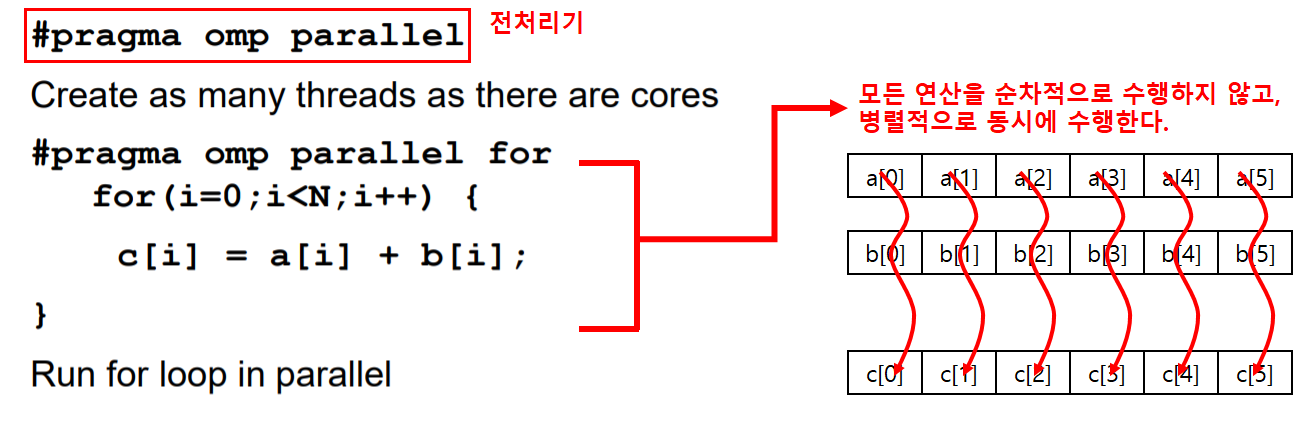 #pragma omp parallel
전처리기
Create as many threads as there are cores
#pragma omp parallel for
for(i=0;i<N;i++) {
c[i] = a[i] + b[i];
}
Run for loop in parallel
모든 연산을 순차적으로 수행하지 않고,
병렬적으로 동시에 수행한다.
a[0] a[1] a[2] a[3] a[4] a[5]
b[0] b[1] b[2] b[3] b[4] b[5]
c[0] c[1] c[2] c[3] c[4] c[5]